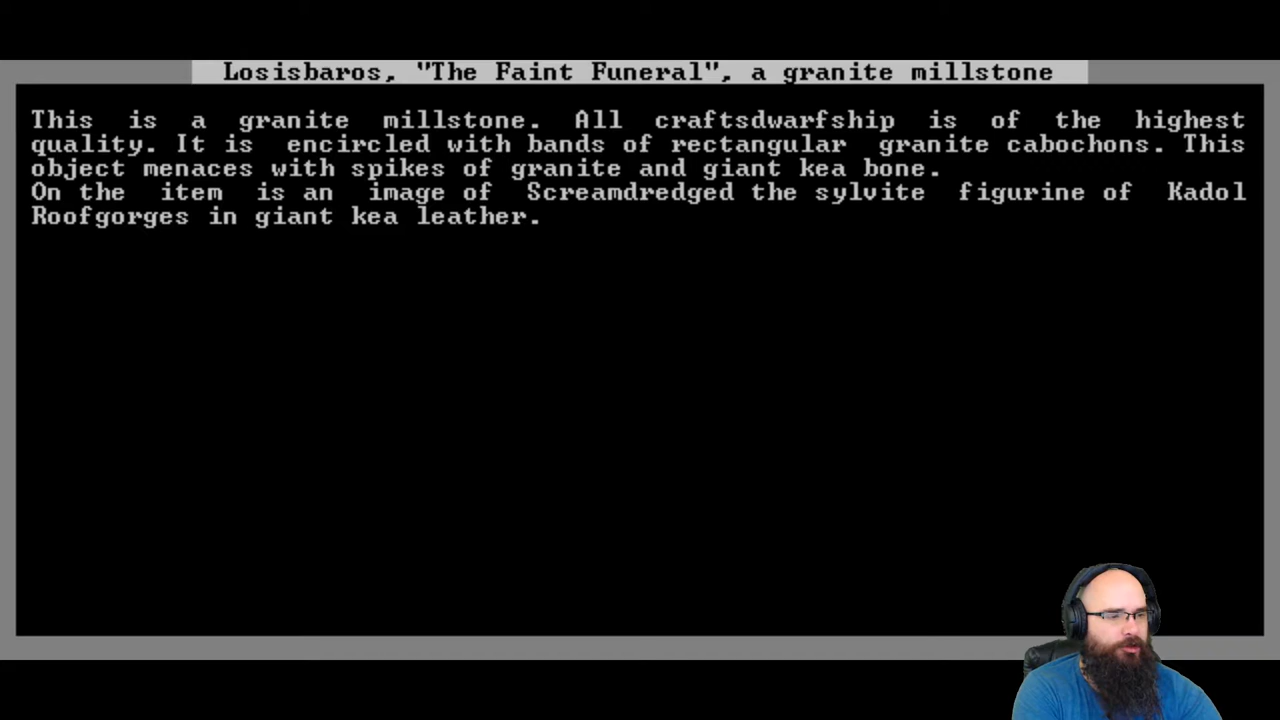 Losisbaros, "The Faint Funeral", a granite millstone
This is a granite millstone. All craftsdwarfship is of the highest
quality. It is encircled with bands of rectangular granite cabochons. This
object menaces with spikes of granite and giant kea bone.
On the item is an image of Screamdredged the sylvite figurine of Kadol
Roofgorges in giant kea leather.